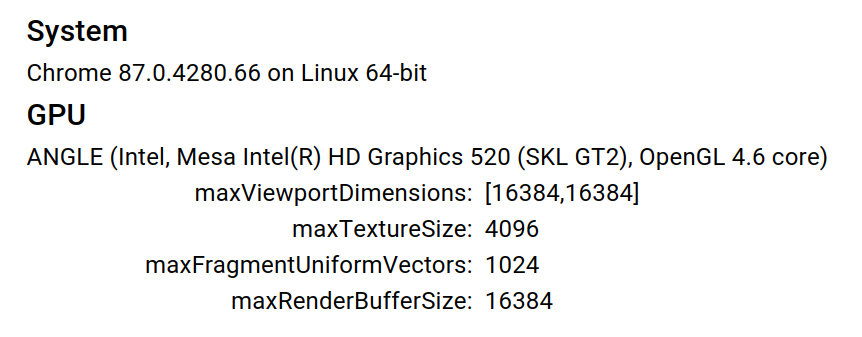 System
Chrome 87.0.4280.66 on Linux 64-bit
GPU
ANGLE (Intel, Mesa Intel(R) HD Graphics 520 (SKL GT2), OpenGL 4.6 core)
maxViewportDimensions: [16384,16384]
maxTextureSize: 4096
maxFragmentUniformVectors: 1024
maxRenderBufferSize: 16384